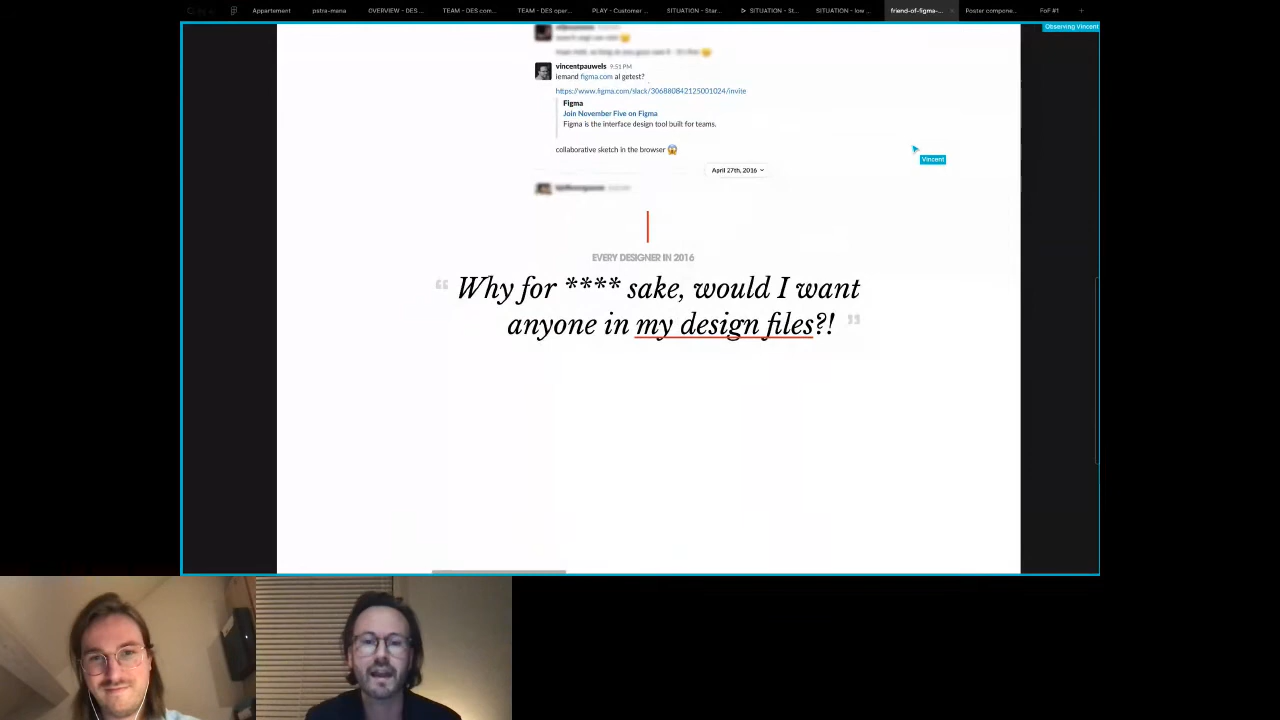 Appartement
patra-mana
OVERVIEW - DES ...
TEAM - DES com...
TEAM - DES oper...
PLAY - Customer ...
SITUATION - Star...
SITUATION - St...
SITUATION - low ...
friend-of-figma-...
Poster compone...
FoF #1
Observing Vincent
vincentpauwels 9:51 PM
iemand figma.com al getest?
https://www.figma.com/slack/306880842125001024/invite
Figma
Join November Five on Figma
Figma is the interface design tool built for teams.
collaborative sketch in the browser 😱
Vincent
April 27th, 2016
EVERY DESIGNER IN 2016
“ Why for **** sake, would I want
anyone in my design files?! ”